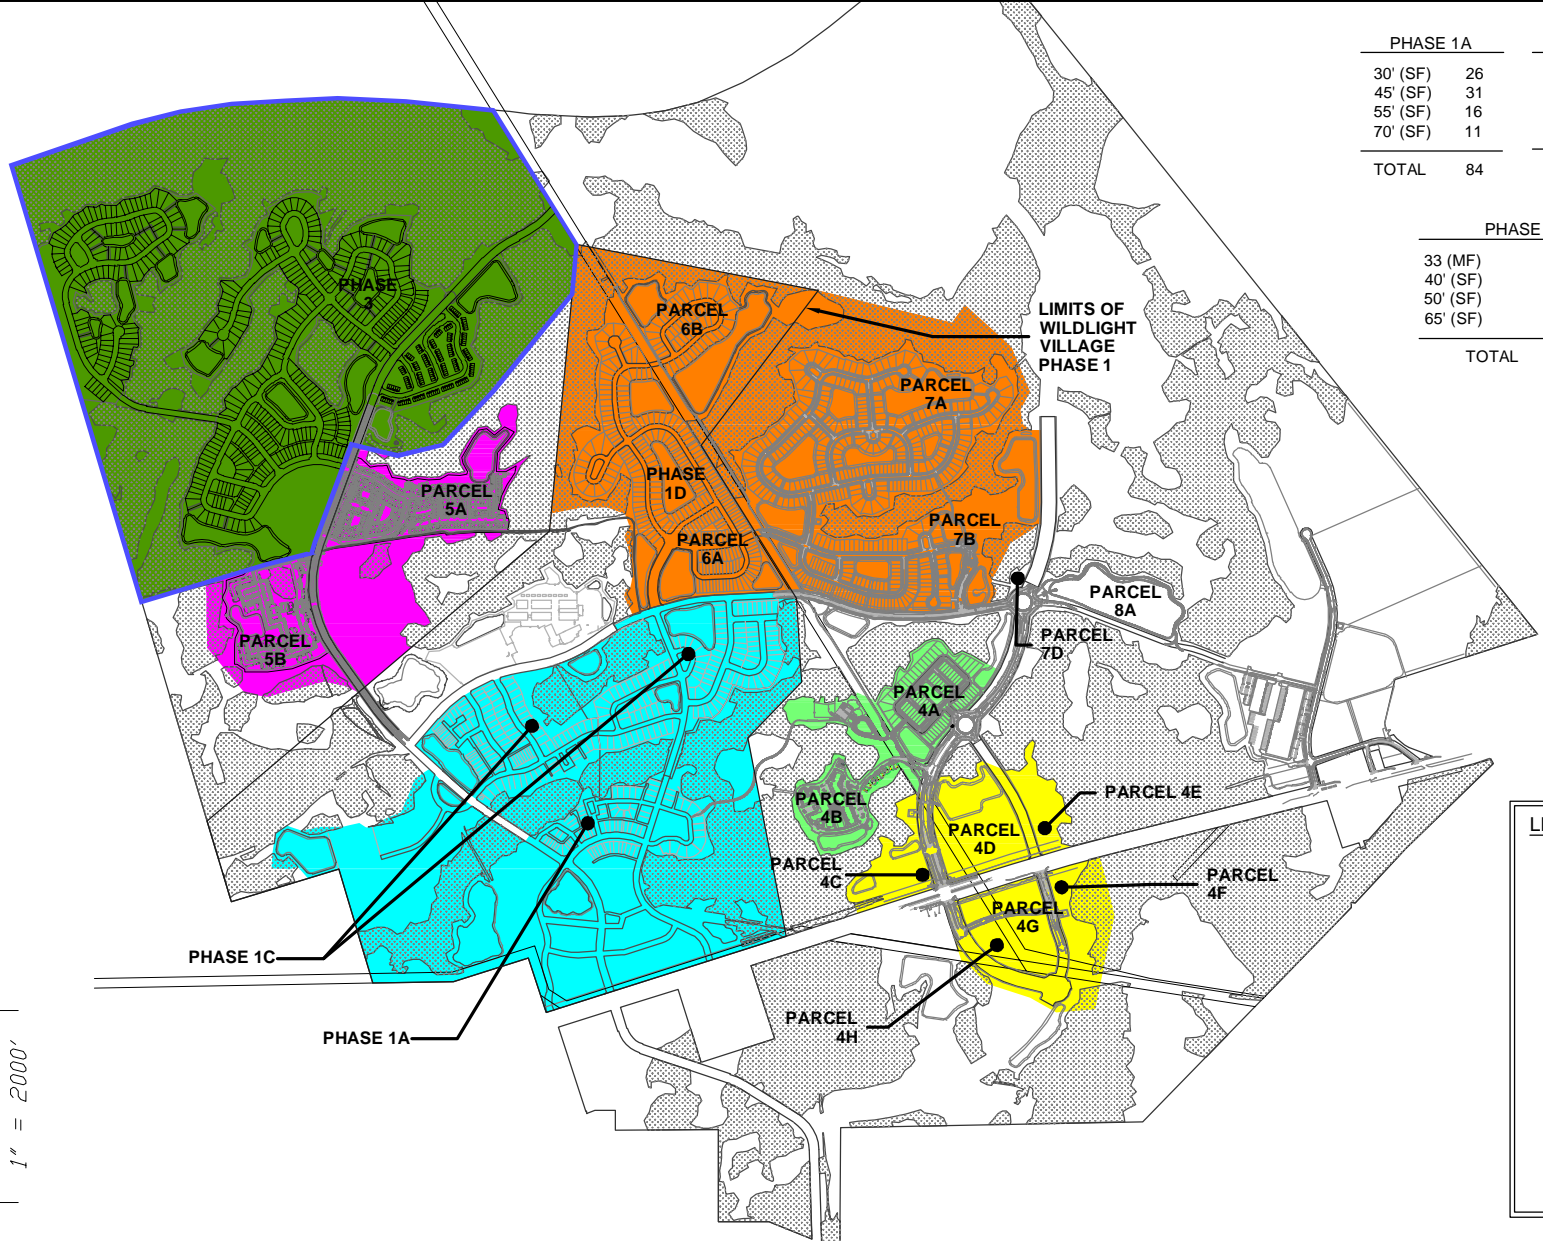 PHASE 1A
30' (SF) 26
45' (SF) 31
55' (SF) 16
70' (SF) 11
TOTAL 84
PHASE
33 (MF)
40' (SF)
50' (SF)
65' (SF)
TOTAL
PHASE
3
PARCEL
6B
LIMITS OF
WILDLIGHT
VILLAGE
PHASE 1
PARCEL
7A
PHASE
1D
PARCEL
5A
PARCEL
7B
PARCEL
6A
PARCEL
8A
PARCEL
7D
PARCEL
5B
PARCEL
4A
PARCEL 4E
PARCEL
4B
PARCEL
4D
PARCEL
4C
PARCEL
4F
PARCEL
4G
PHASE 1C
PARCEL
4H
PHASE 1A
1" = 2000'